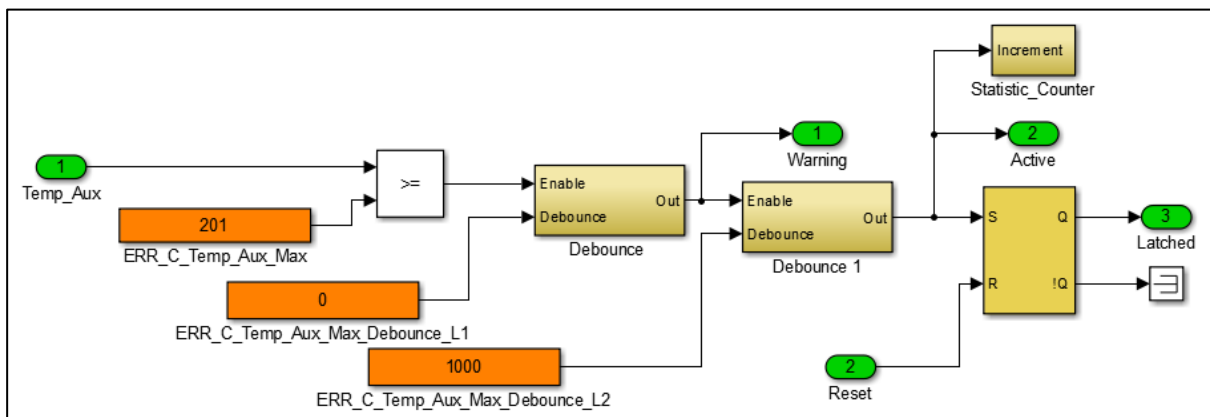 Increment
Statistic_Counter
1
Warning
2
Active
1
Temp_Aux
>=
201
ERR_C_Temp_Aux_Max
Enable
Debounce
Out
Debounce
0
ERR_C_Temp_Aux_Max_Debounce_L1
Enable
Debounce
Out
Debounce 1
1000
ERR_C_Temp_Aux_Max_Debounce_L2
S
Q
R
!Q
3
Latched
2
Reset